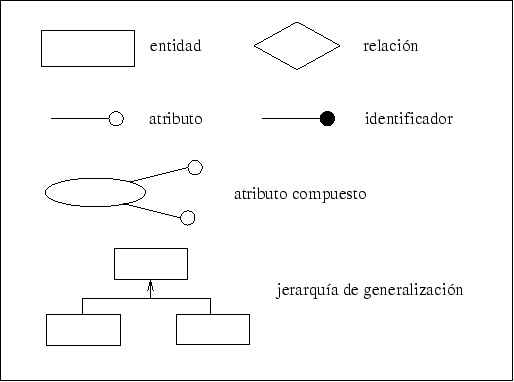 entidad
relación
atributo
identificador
atributo compuesto
jerarquía de generalización